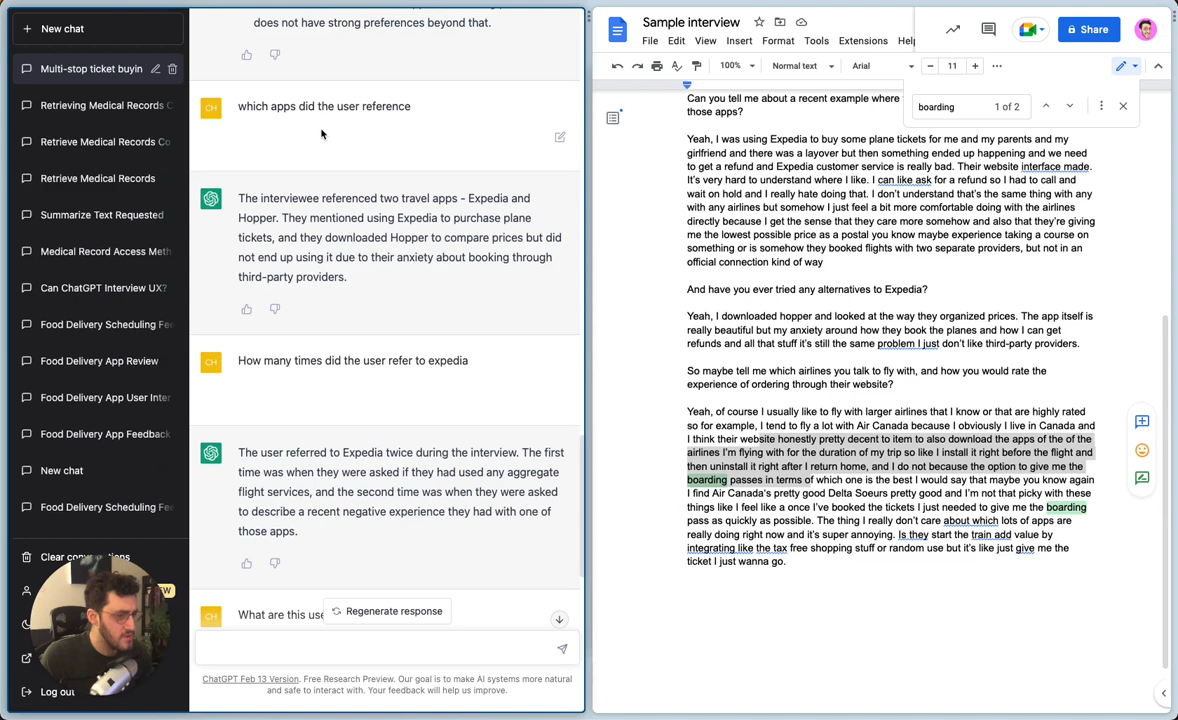 New chat
Multi-stop ticket buyin
Retrieving Medical Records C
Retrieve Medical Records Co
Retrieve Medical Records
Summarize Text Requested
Medical Record Access Meth
Can ChatGPT Interview UX?
Food Delivery Scheduling Fee
Food Delivery App Review
Food Delivery App User Inter
Food Delivery App Feedback
New chat
Food Delivery Scheduling Fee
Clear conversations
NEW
Log out
does not have strong preferences beyond that.
CH
which apps did the user reference
The interviewee referenced two travel apps - Expedia and
Hopper. They mentioned using Expedia to purchase plane
tickets, and they downloaded Hopper to compare prices but did
not end up using it due to their anxiety about booking through
third-party providers.
CH
How many times did the user refer to expedia
The user referred to Expedia twice during the interview. The first
time was when they were asked if they had used any aggregate
flight services, and the second time was when they were asked
to describe a recent negative experience they had with one of
those apps.
CH
What are this use
Regenerate response
ChatGPT Feb 13 Version. Free Research Preview. Our goal is to make AI systems more natural
and safe to interact with. Your feedback will help us improve.
Sample interview
File Edit View Insert Format Tools Extensions Help
Share
100% Normal text Arial 11
boarding 1 of 2
Can you tell me about a recent example where
those apps?
Yeah, I was using Expedia to buy some plane tickets for me and my parents and my
girlfriend and there was a layover but then something ended up happening and we need
to get a refund and Expedia customer service is really bad. Their website interface made.
It's very hard to understand where I like. I can like ask for a refund so I had to call and
wait on hold and I really hate doing that. I don't understand that's the same thing with any
with any airlines but somehow I just feel a bit more comfortable doing with the airlines
directly because I get the sense that they care more somehow and also that they're giving
me the lowest possible price as a postal you know maybe experience taking a course on
something or is somehow they booked flights with two separate providers, but not in an
official connection kind of way
And have you ever tried any alternatives to Expedia?
Yeah, I downloaded hopper and looked at the way they organized prices. The app itself is
really beautiful but my anxiety around how they book the planes and how I can get
refunds and all that stuff it's still the same problem I just don't like third-party providers.
So maybe tell me which airlines you talk to fly with, and how you would rate the
experience of ordering through their website?
Yeah, of course I usually like to fly with larger airlines that I know or that are highly rated
so for example, I tend to fly a lot with Air Canada because I obviously I live in Canada and
I think their website honestly pretty decent to item to also download the apps of the of the
airlines I'm flying with for the duration of my trip so like I install it right before the flight and
then uninstall it right after I return home, and I do not because the option to give me the
boarding passes in terms of which one is the best I would say that maybe you know again
I find Air Canada's pretty good Delta Soeurs pretty good and I'm not that picky with these
things like I feel like a once I've booked the tickets I just needed to give me the boarding
pass as quickly as possible. The thing I really don't care about which lots of apps are
really doing right now and it's super annoying. Is they start the train add value by
integrating like the tax free shopping stuff or random use but it's like just give me the
ticket I just wanna go.